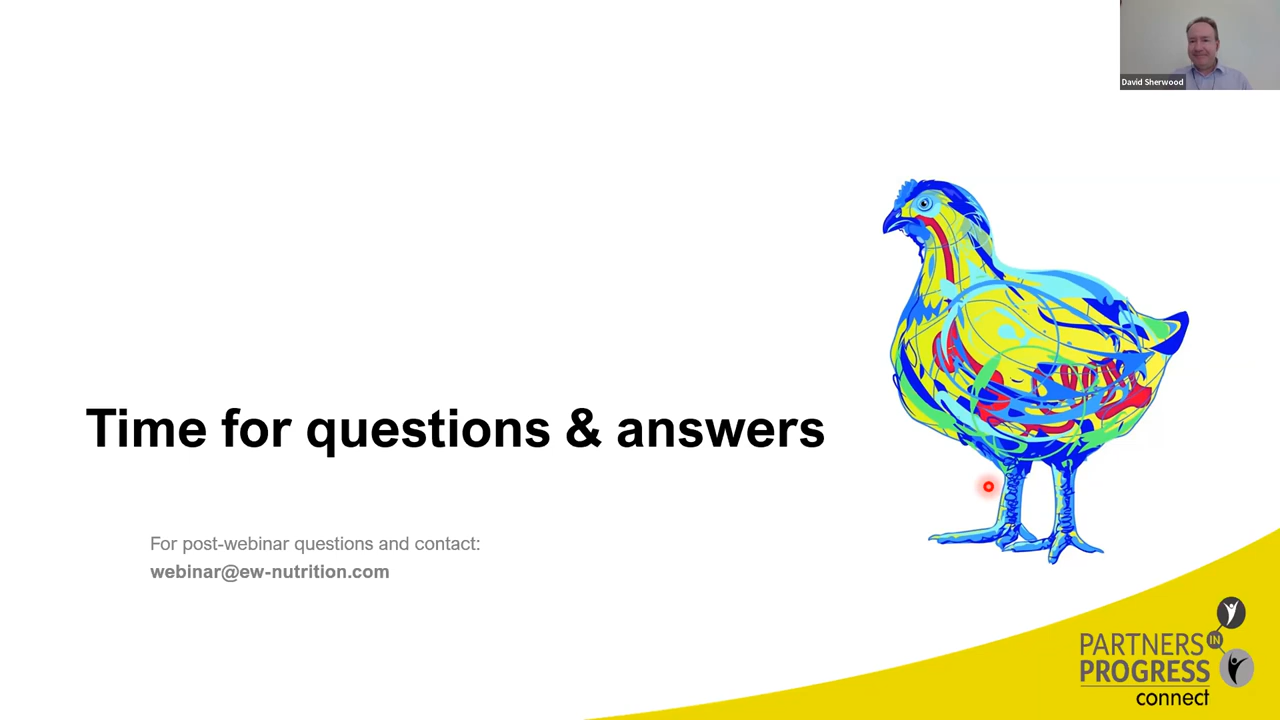 David Sherwood
Time for questions & answers
For post-webinar questions and contact:
webinar@ew-nutrition.com
PARTNERS IN
PROGRESS
connect